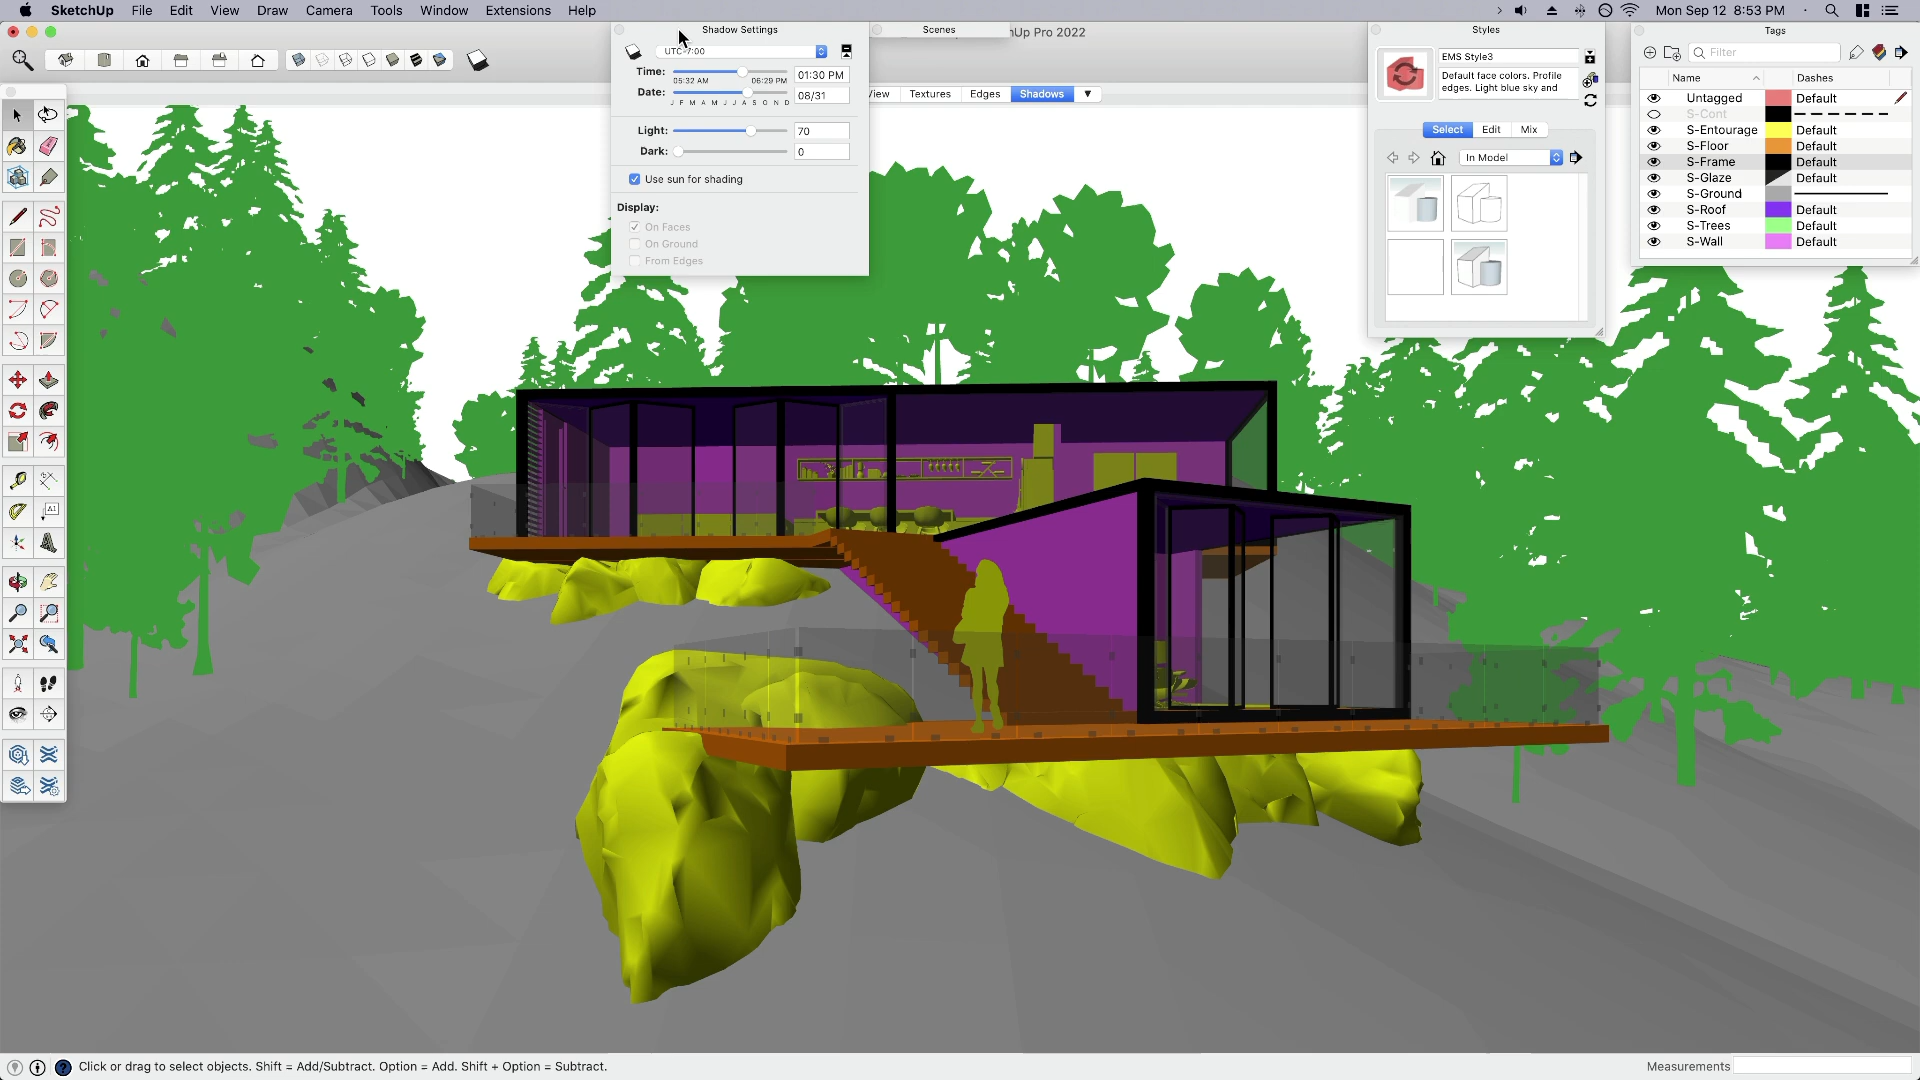 SketchUp File Edit View Draw Camera Tools Window Extensions Help
Mon Sep 12 8:53 PM
Shadow Settings
UTC-7:00
Time: 01:30 PM
05:32 AM 06:29 PM
Date: 08/31
J F M A M J J A S O N D
Light: 70
Dark: 0
Use sun for shading
Display:
On Faces
On Ground
From Edges
Scenes
hUp Pro 2022
View Textures Edges Shadows
Styles
EMS Style3
Default face colors. Profile
edges. Light blue sky and
Select Edit Mix
In Model
Tags
Filter
Name Dashes
Untagged Default
S-Cont
S-Entourage Default
S-Floor Default
S-Frame Default
S-Glaze Default
S-Ground
S-Roof Default
S-Trees Default
S-Wall Default
A1
Click or drag to select objects. Shift = Add/Subtract. Option = Add. Shift + Option = Subtract.
Measurements